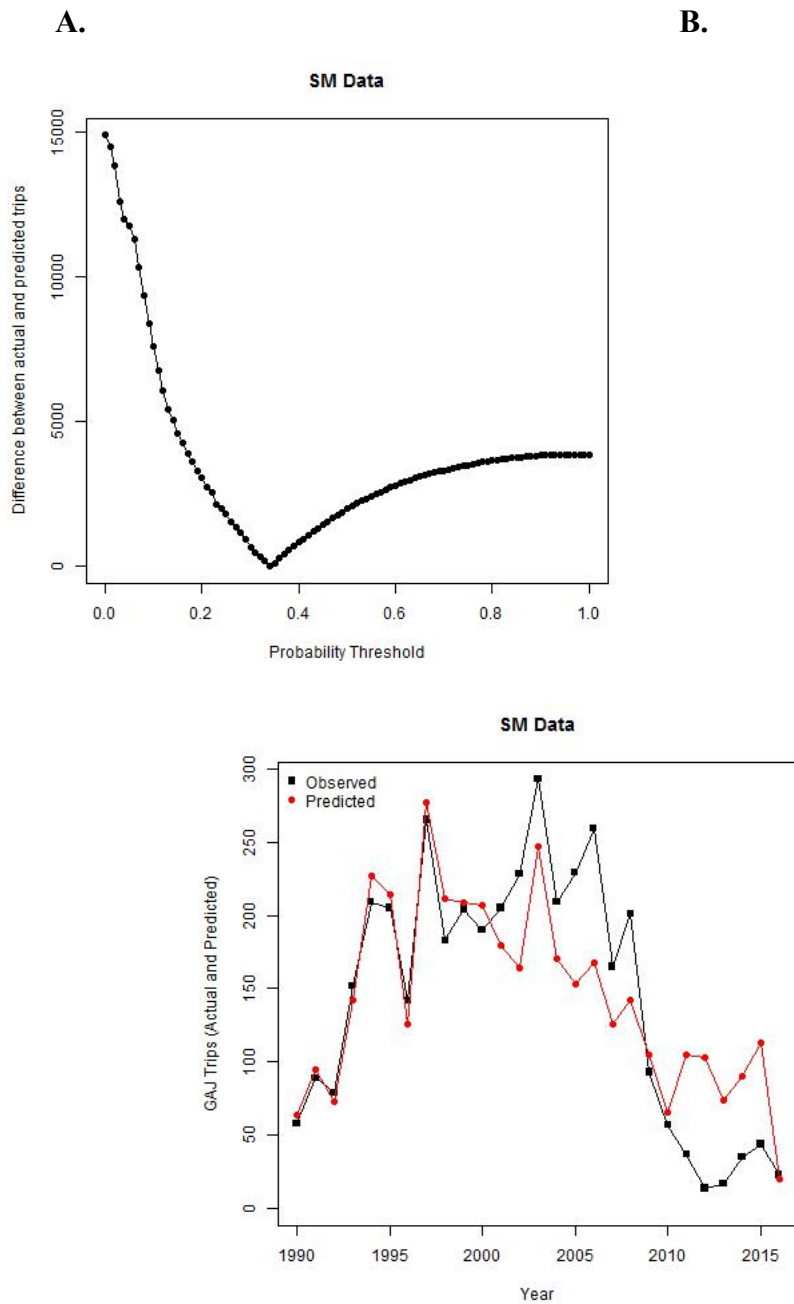 A. B.
SM Data
Difference between actual and predicted trips
15000
10000
5000
0
0.0 0.2 0.4 0.6 0.8 1.0
Probability Threshold
SM Data
Observed
Predicted
GAJ Trips (Actual and Predicted)
300
250
200
150
100
50
0
1990 1995 2000 2005 2010 2015
Year